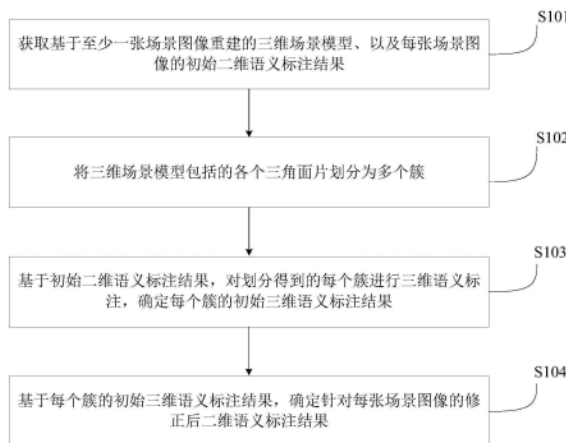 S101
获取基于至少一张场景图像重建的三维场景模型、以及每张场景图
像的初始二维语义标注结果
S102
将三维场景模型包括的各个三角面片划分为多个簇
S103
基于初始二维语义标注结果，对划分得到的每个簇进行三维语义标
注，确定每个簇的初始三维语义标注结果
S104
基于每个簇的初始三维语义标注结果，确定针对每张场景图像的修
正后二维语义标注结果